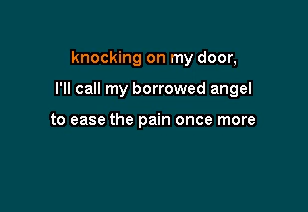 knocking on my door,
I'll call my borrowed angel
to ease the pain once more